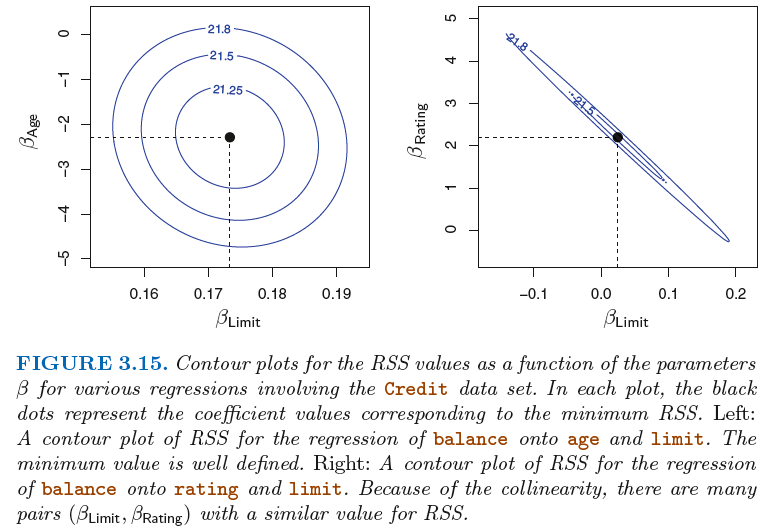 21.8
21.5
21.25
0
−1
−2
−3
−4
−5
βAge
0.16
0.17
0.18
0.19
βLimit
21.8
21.5
5
4
3
2
1
0
βRating
−0.1
0.0
0.1
0.2
βLimit
FIGURE 3.15. Contour plots for the RSS values as a function of the parameters
β for various regressions involving the Credit data set. In each plot, the black
dots represent the coefficient values corresponding to the minimum RSS. Left:
A contour plot of RSS for the regression of balance onto age and limit. The
minimum value is well defined. Right: A contour plot of RSS for the regression
of balance onto rating and limit. Because of the collinearity, there are many
pairs (βLimit, βRating) with a similar value for RSS.